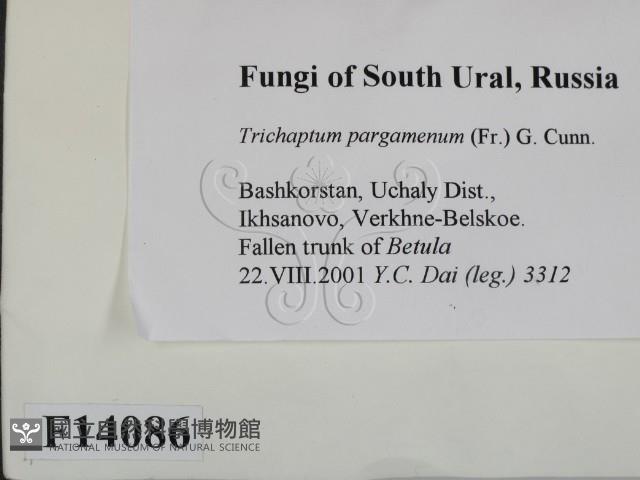 Fungi of South Ural, Russia
Trichaptum pargamenum (Fr.) G. Cunn.
Bashkorstan, Uchaly Dist.,
Ikhsanovo, Verkhne-Belskoe.
Fallen trunk of Betula
22.VIII.2001 Y.C. Dai (leg.) 3312
F14086
國立自然科學博物館
NATIONAL MUSEUM OF NATURAL SCIENCE